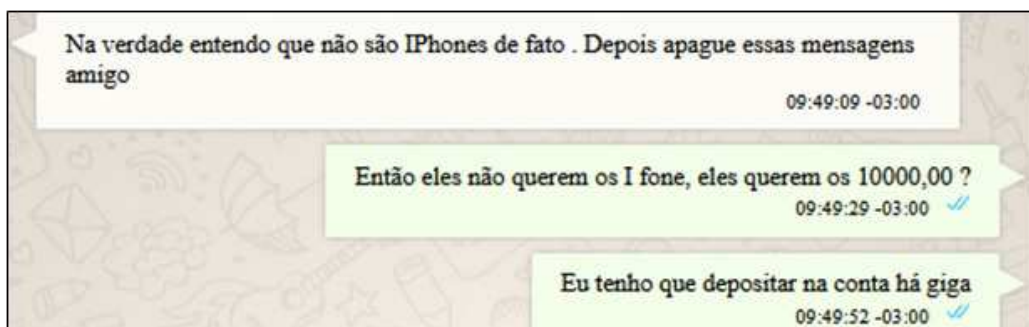 Na verdade entendo que não são IPhones de fato . Depois apague essas mensagens
amigo
09:49:09 -03:00
Então eles não querem os I fone, eles querem os 10000,00 ?
09:49:29 -03:00
Eu tenho que depositar na conta há giga
09:49:52 -03:00